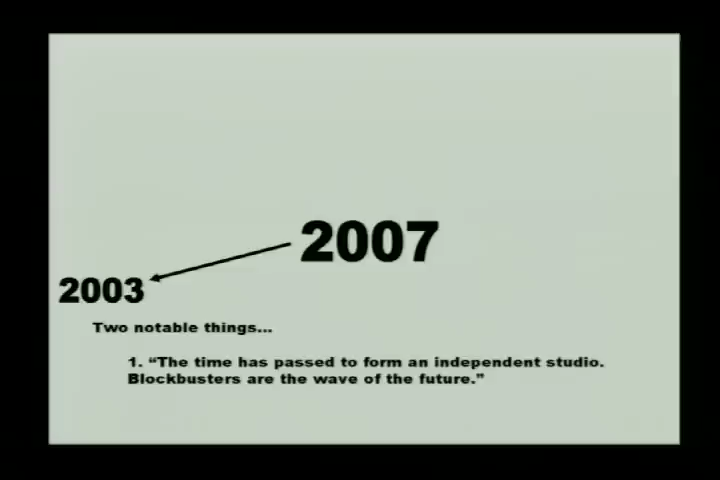 2007
2003
Two notable things...
1. “The time has passed to form an independent studio.
Blockbusters are the wave of the future.”